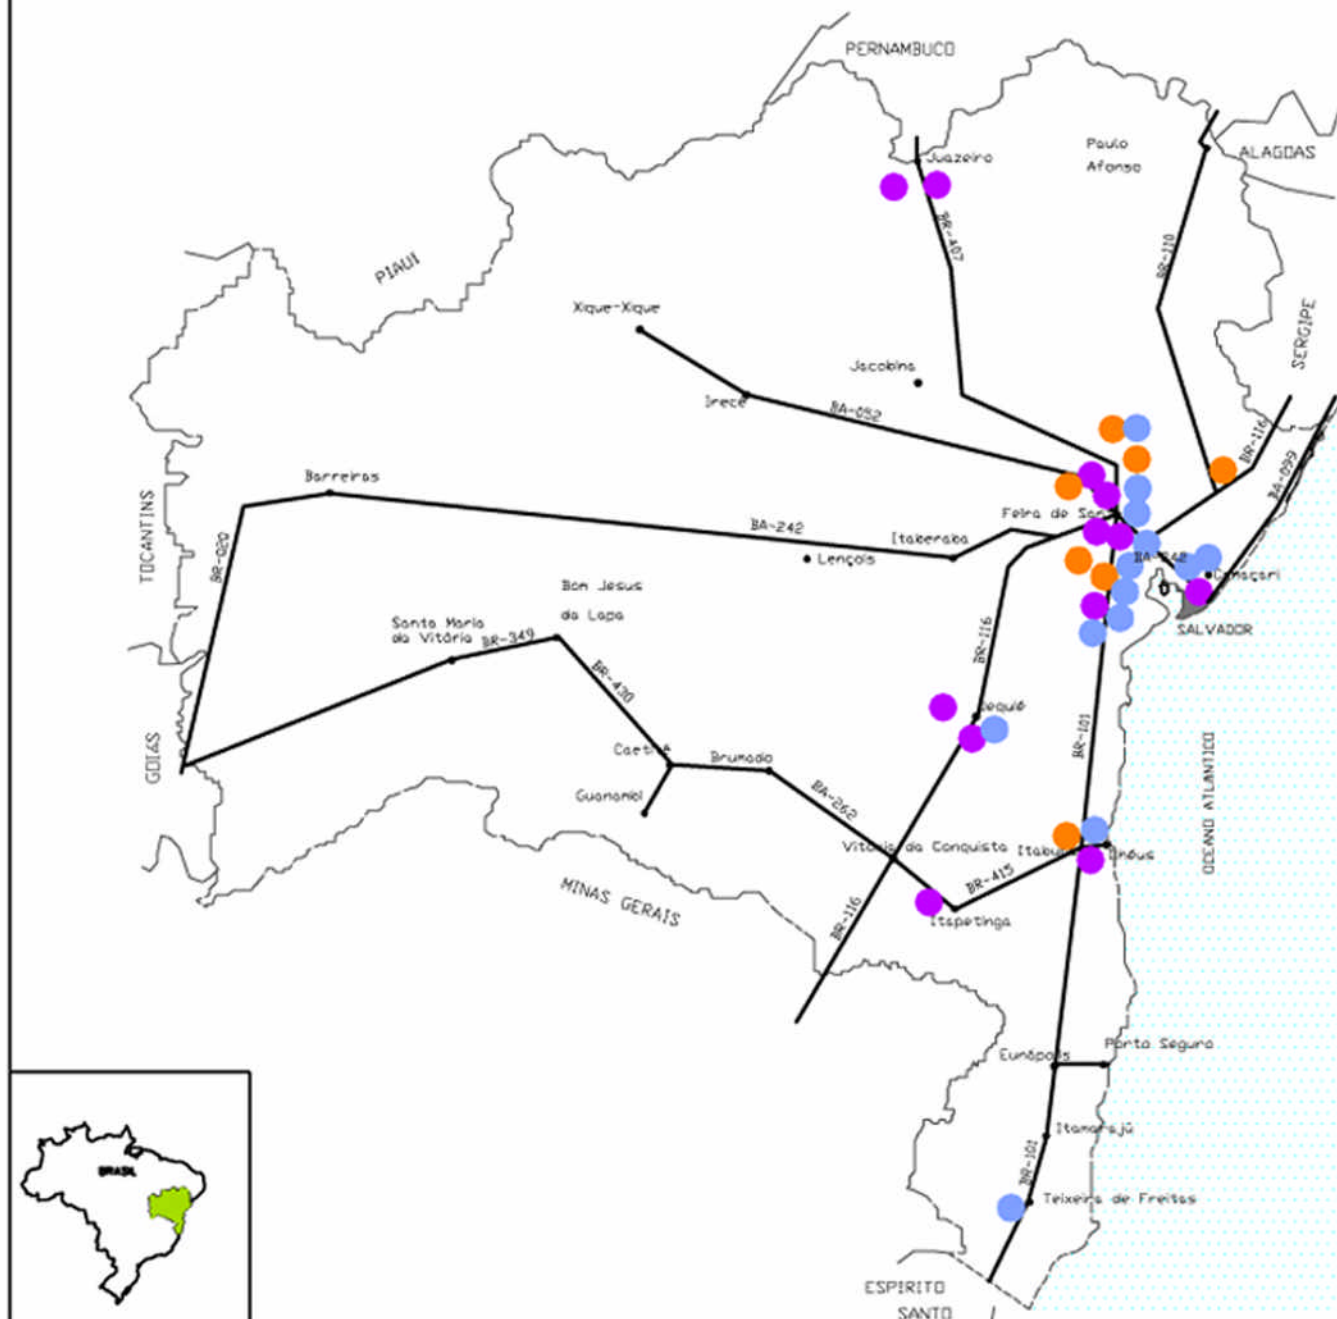 PERNAMBUCO
Juazeiro
Paulo
Afonso
ALAGOAS
BR-407
BR-110
PIAUÍ
Xique-Xique
SERGIPE
Jacobina
Irecê
BA-052
BR-116
BA-099
Barreiras
TOCANTINS
BA-242
Itaberaba
Feira de San
BR-020
Lençois
Camaçari
SALVADOR
Bom Jesus
da Lapa
Santa Maria
da Vitória
BR-349
BR-430
BR-116
Jequié
BR-101
GOIÁS
OCEANO ATLANTICO
Caetité
Brumado
Guanambi
BA-262
Vitória da Conquista
Itabu
Ilhéus
BR-415
MINAS GERAIS
BR-116
Itapetinga
Eunápolis
Porto Seguro
Itamarajú
BR-101
Teixeira de Freitas
BRASIL
ESPIRITO
SANTO